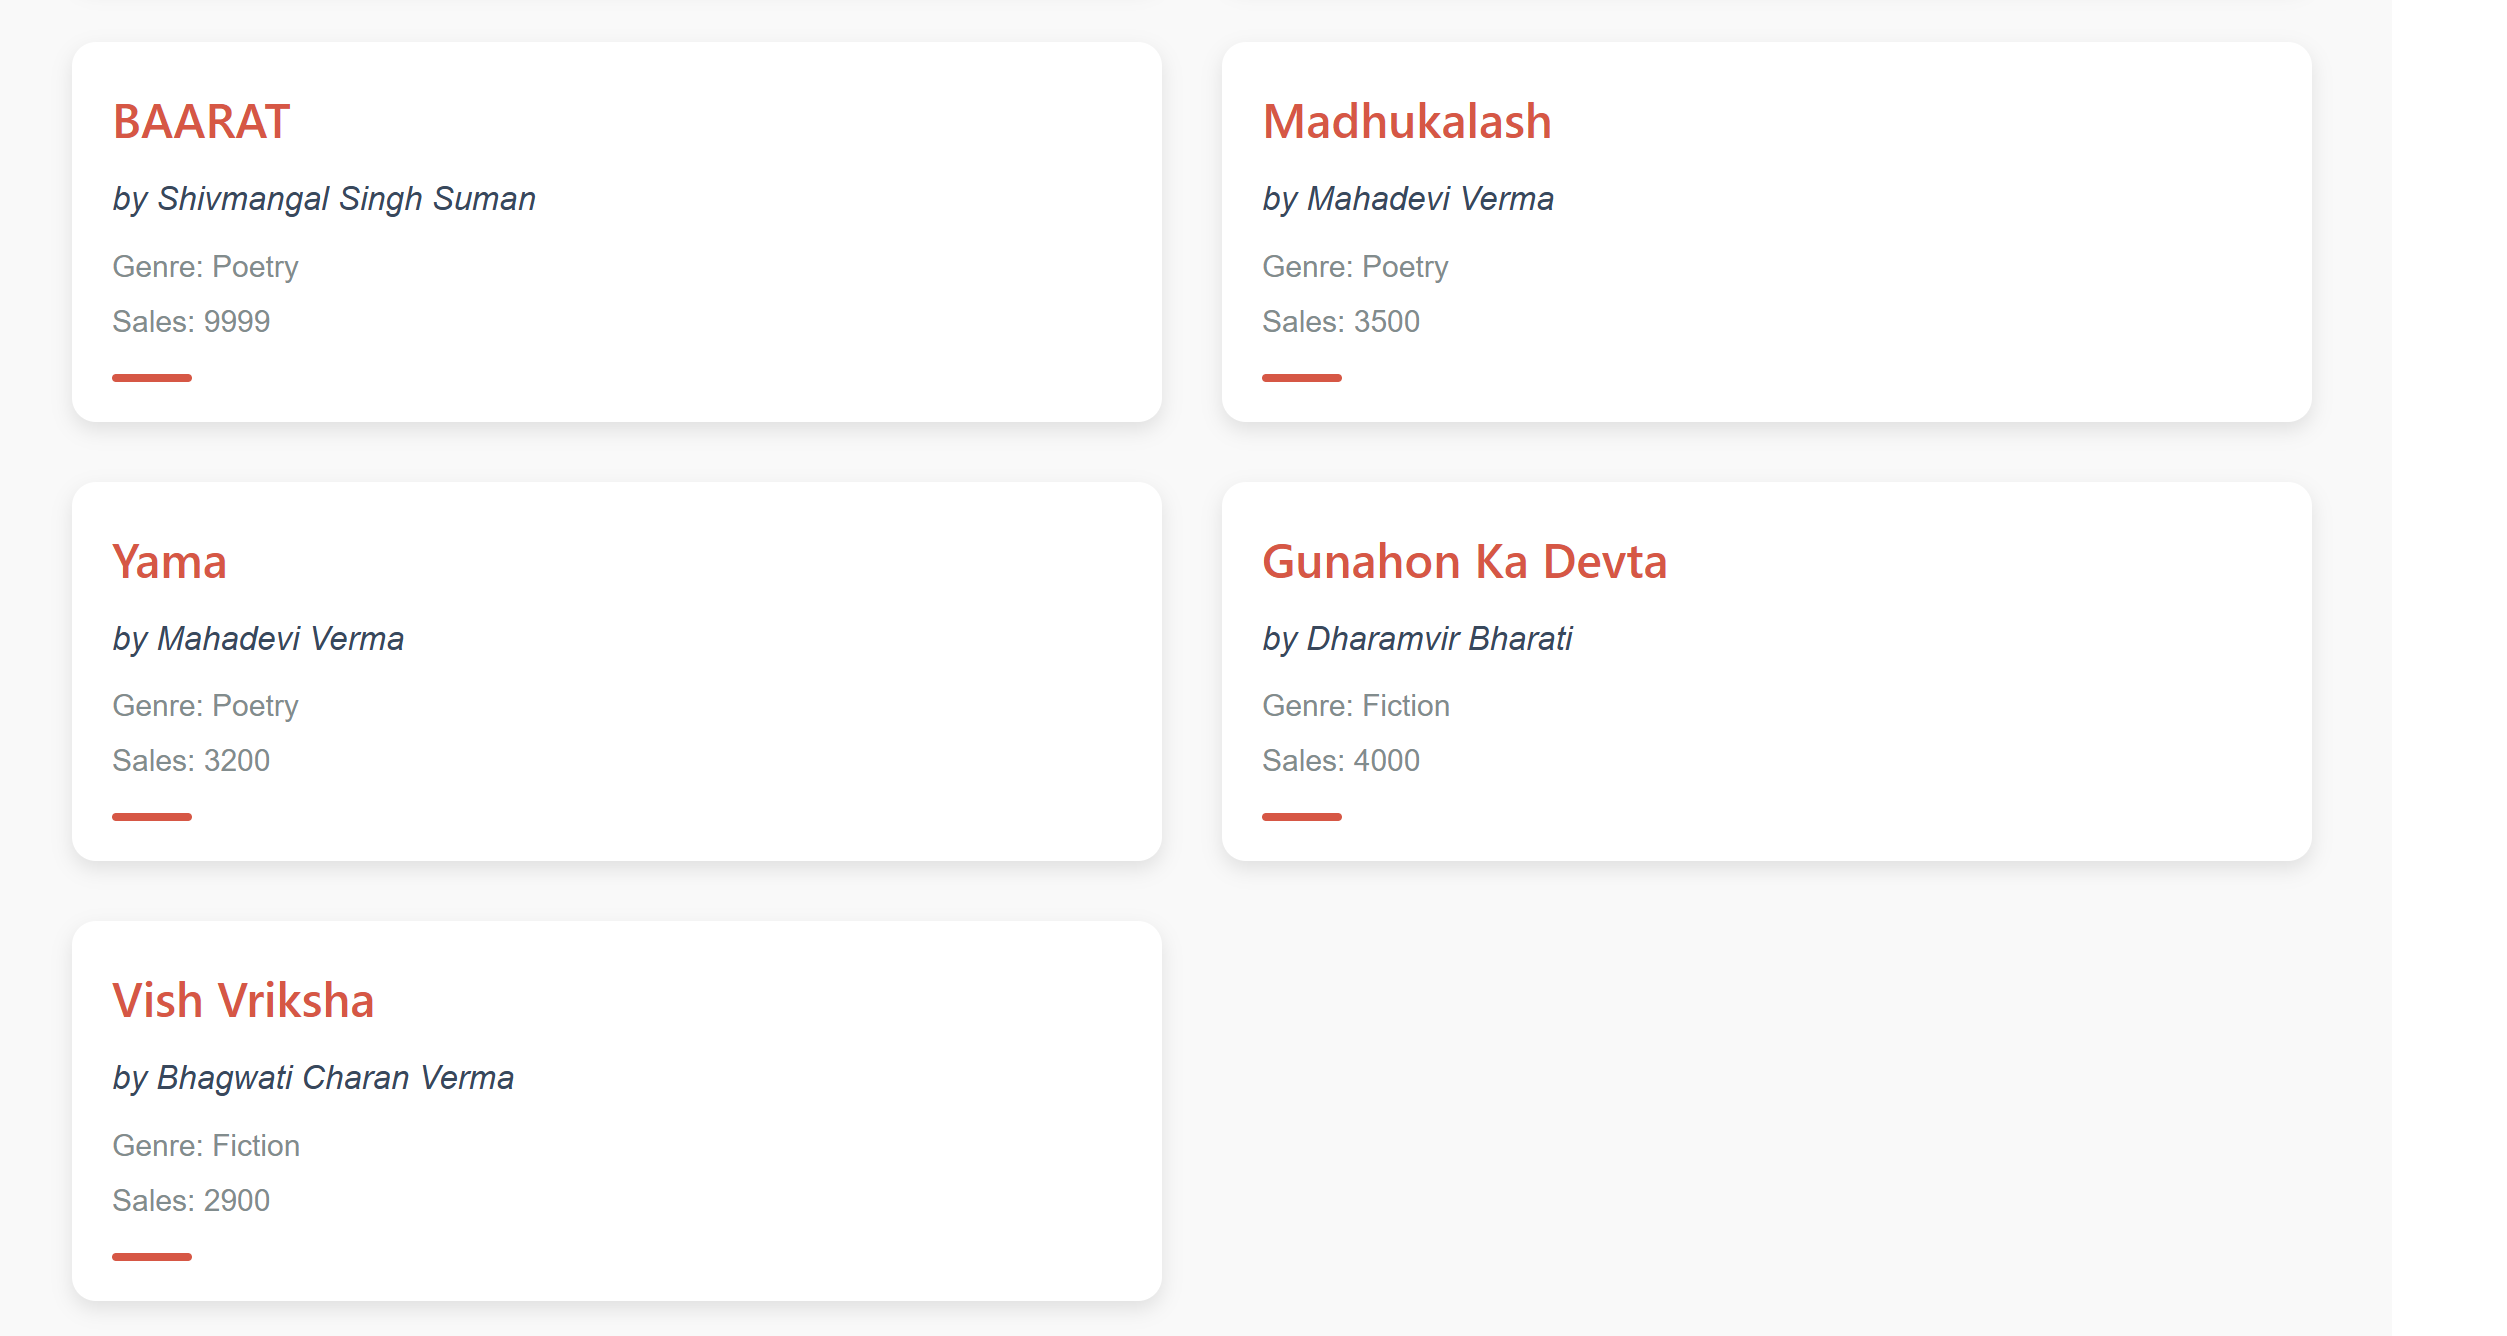 BAARAT
by Shivmangal Singh Suman
Genre: Poetry
Sales: 9999
Madhukalash
by Mahadevi Verma
Genre: Poetry
Sales: 3500
Yama
by Mahadevi Verma
Genre: Poetry
Sales: 3200
Gunahon Ka Devta
by Dharamvir Bharati
Genre: Fiction
Sales: 4000
Vish Vriksha
by Bhagwati Charan Verma
Genre: Fiction
Sales: 2900